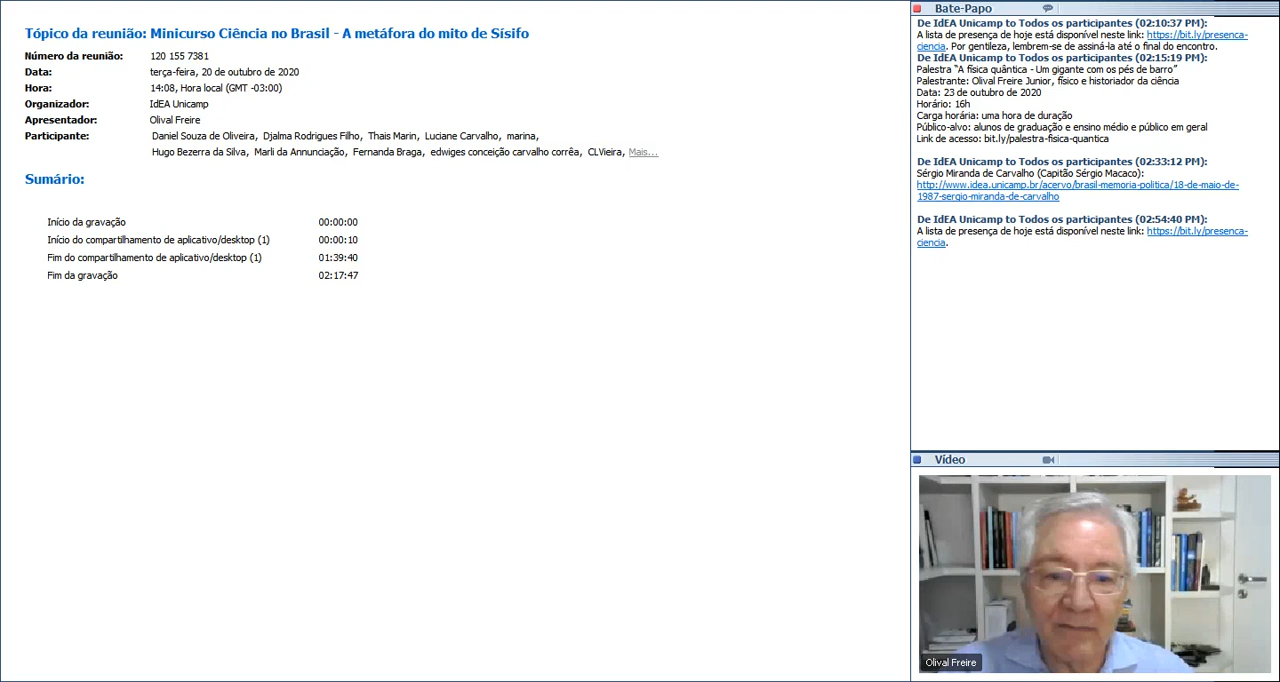 Tópico da reunião: Minicurso Ciência no Brasil - A metáfora do mito de Sísifo
Número da reunião: 120 155 7381
Data: terça-feira, 20 de outubro de 2020
Hora: 14:08, Hora local (GMT -03:00)
Organizador: IdEA Unicamp
Apresentador: Olival Freire
Participante: Daniel Souza de Oliveira, Djalma Rodrigues Filho, Thais Marin, Luciane Carvalho, marina,
Hugo Bezerra da Silva, Marli da Annunciação, Fernanda Braga, edwiges conceição carvalho corrêa, CLVieira, Mais...
Sumário:
Início da gravação 00:00:00
Início do compartilhamento de aplicativo/desktop (1) 00:00:10
Fim do compartilhamento de aplicativo/desktop (1) 01:39:40
Fim da gravação 02:17:47
Bate-Papo
De IdEA Unicamp to Todos os participantes (02:10:37 PM):
A lista de presença de hoje está disponível neste link: https://bit.ly/presenca-
ciencia. Por gentileza, lembrem-se de assiná-la até o final do encontro.
De IdEA Unicamp to Todos os participantes (02:15:19 PM):
Palestra “A física quântica - Um gigante com os pés de barro”
Palestrante: Olival Freire Junior, físico e historiador da ciência
Data: 23 de outubro de 2020
Horário: 16h
Carga horária: uma hora de duração
Público-alvo: alunos de graduação e ensino médio e público em geral
Link de acesso: bit.ly/palestra-fisica-quantica
De IdEA Unicamp to Todos os participantes (02:33:12 PM):
Sérgio Miranda de Carvalho (Capitão Sérgio Macaco):
http://www.idea.unicamp.br/acervo/brasil-memoria-politica/18-de-maio-de-
1987-sergio-miranda-de-carvalho
De IdEA Unicamp to Todos os participantes (02:54:40 PM):
A lista de presença de hoje está disponível neste link: https://bit.ly/presenca-
ciencia.
Vídeo
Olival Freire